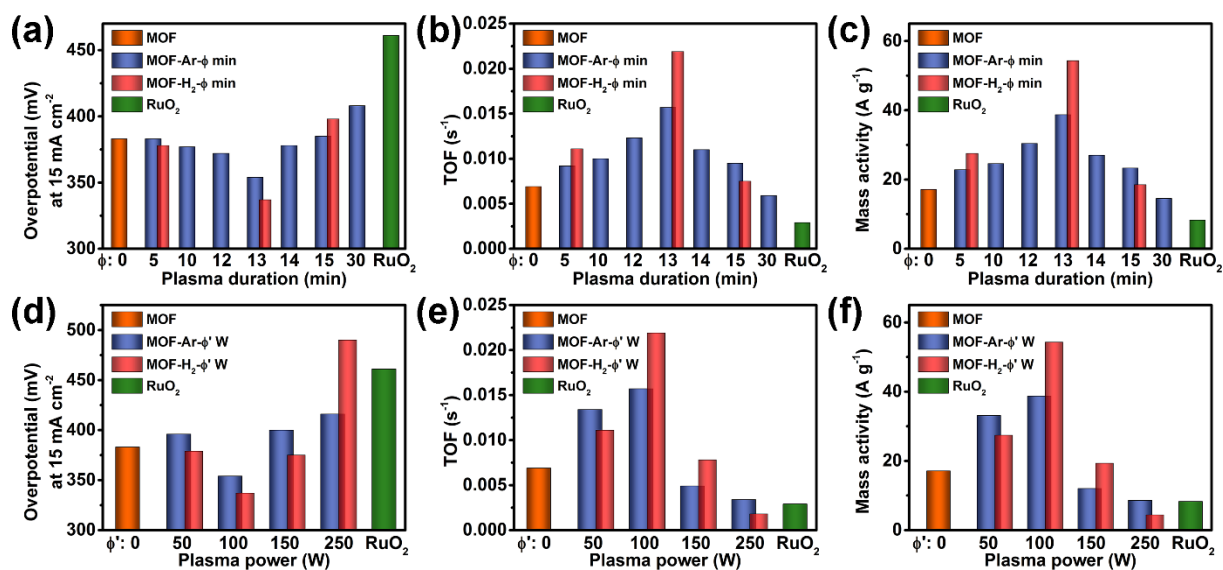 (a)
MOF
MOF-Ar-ϕ min
MOF-H₂-ϕ min
RuO₂
Overpotential (mV)
at 15 mA cm⁻²
450
400
350
300
ϕ: 0 5 10 12 13 14 15 30 RuO₂
Plasma duration (min)
(b)
MOF
MOF-Ar-ϕ min
MOF-H₂-ϕ min
RuO₂
TOF (s⁻¹)
0.025
0.020
0.015
0.010
0.005
0.000
ϕ: 0 5 10 12 13 14 15 30 RuO₂
Plasma duration (min)
(c)
MOF
MOF-Ar-ϕ min
MOF-H₂-ϕ min
RuO₂
Mass activity (A g⁻¹)
60
40
20
0
ϕ: 0 5 10 12 13 14 15 30 RuO₂
Plasma duration (min)
(d)
MOF
MOF-Ar-ϕ' W
MOF-H₂-ϕ' W
RuO₂
Overpotential (mV)
at 15 mA cm⁻²
500
450
400
350
300
ϕ': 0 50 100 150 250 RuO₂
Plasma power (W)
(e)
MOF
MOF-Ar-ϕ' W
MOF-H₂-ϕ' W
RuO₂
TOF (s⁻¹)
0.025
0.020
0.015
0.010
0.005
0.000
ϕ': 0 50 100 150 250 RuO₂
Plasma power (W)
(f)
MOF
MOF-Ar-ϕ' W
MOF-H₂-ϕ' W
RuO₂
Mass activity (A g⁻¹)
60
40
20
0
ϕ': 0 50 100 150 250 RuO₂
Plasma power (W)